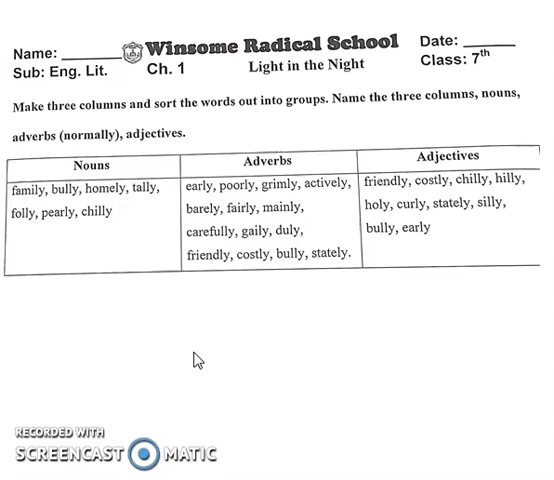 Name: _______ Winsome Radical School Date: ______
Sub: Eng. Lit. Ch. 1 Light in the Night Class: 7th
Make three columns and sort the words out into groups. Name the three columns, nouns,
adverbs (normally), adjectives.
Nouns Adverbs Adjectives
family, bully, homely, tally,
folly, pearly, chilly
early, poorly, grimly, actively,
barely, fairly, mainly,
carefully, gaily, duly,
friendly, costly, bully, stately.
friendly, costly, chilly, hilly,
holy, curly, stately, silly,
bully, early
RECORDED WITH
SCREENCAST MATIC